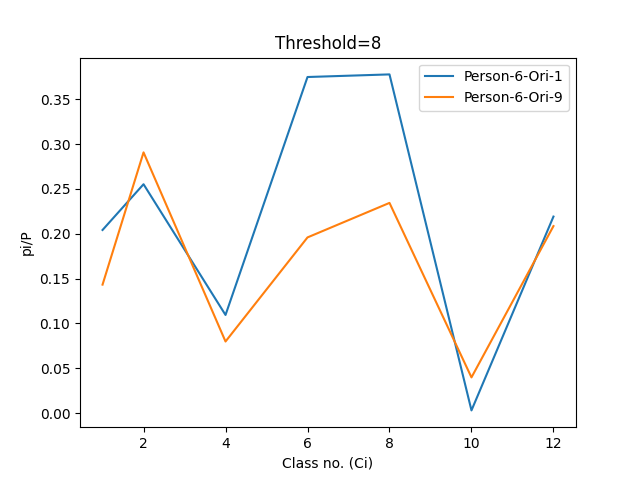 Threshold=8
Person-6-Ori-1
Person-6-Ori-9
pi/P
0.35
0.30
0.25
0.20
0.15
0.10
0.05
0.00
2 4 6 8 10 12
Class no. (Ci)